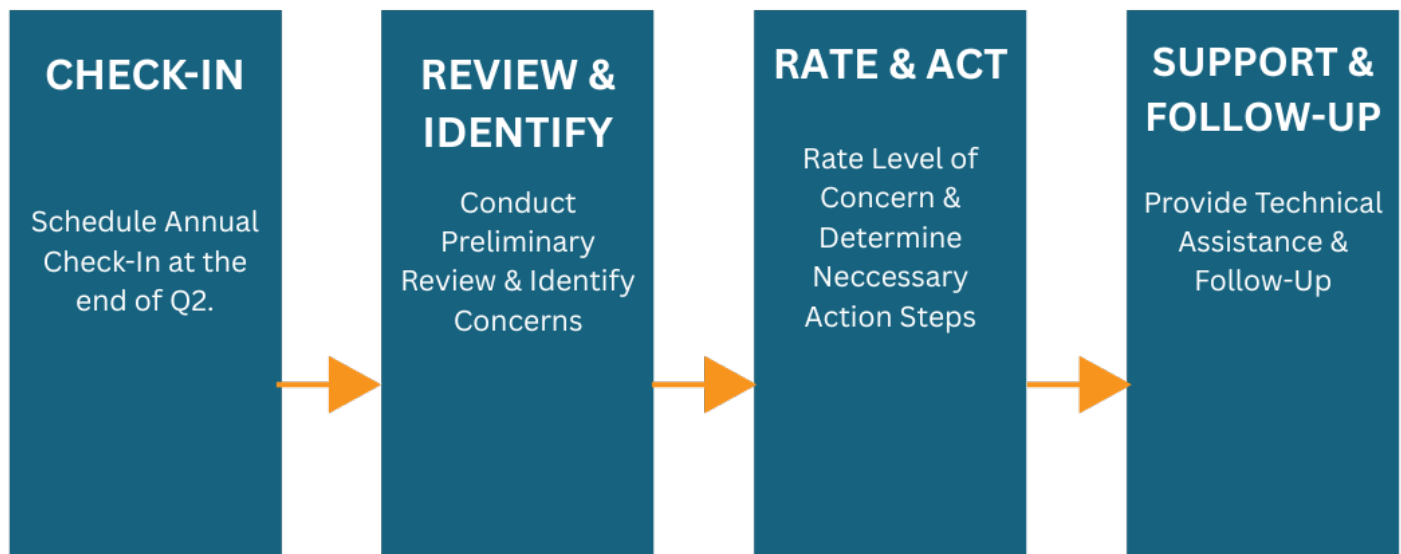 CHECK-IN
Schedule Annual
Check-In at the
end of Q2.
REVIEW &
IDENTIFY
Conduct
Preliminary
Review & Identify
Concerns
RATE & ACT
Rate Level of
Concern &
Determine
Neccessary
Action Steps
SUPPORT &
FOLLOW-UP
Provide Technical
Assistance &
Follow-Up